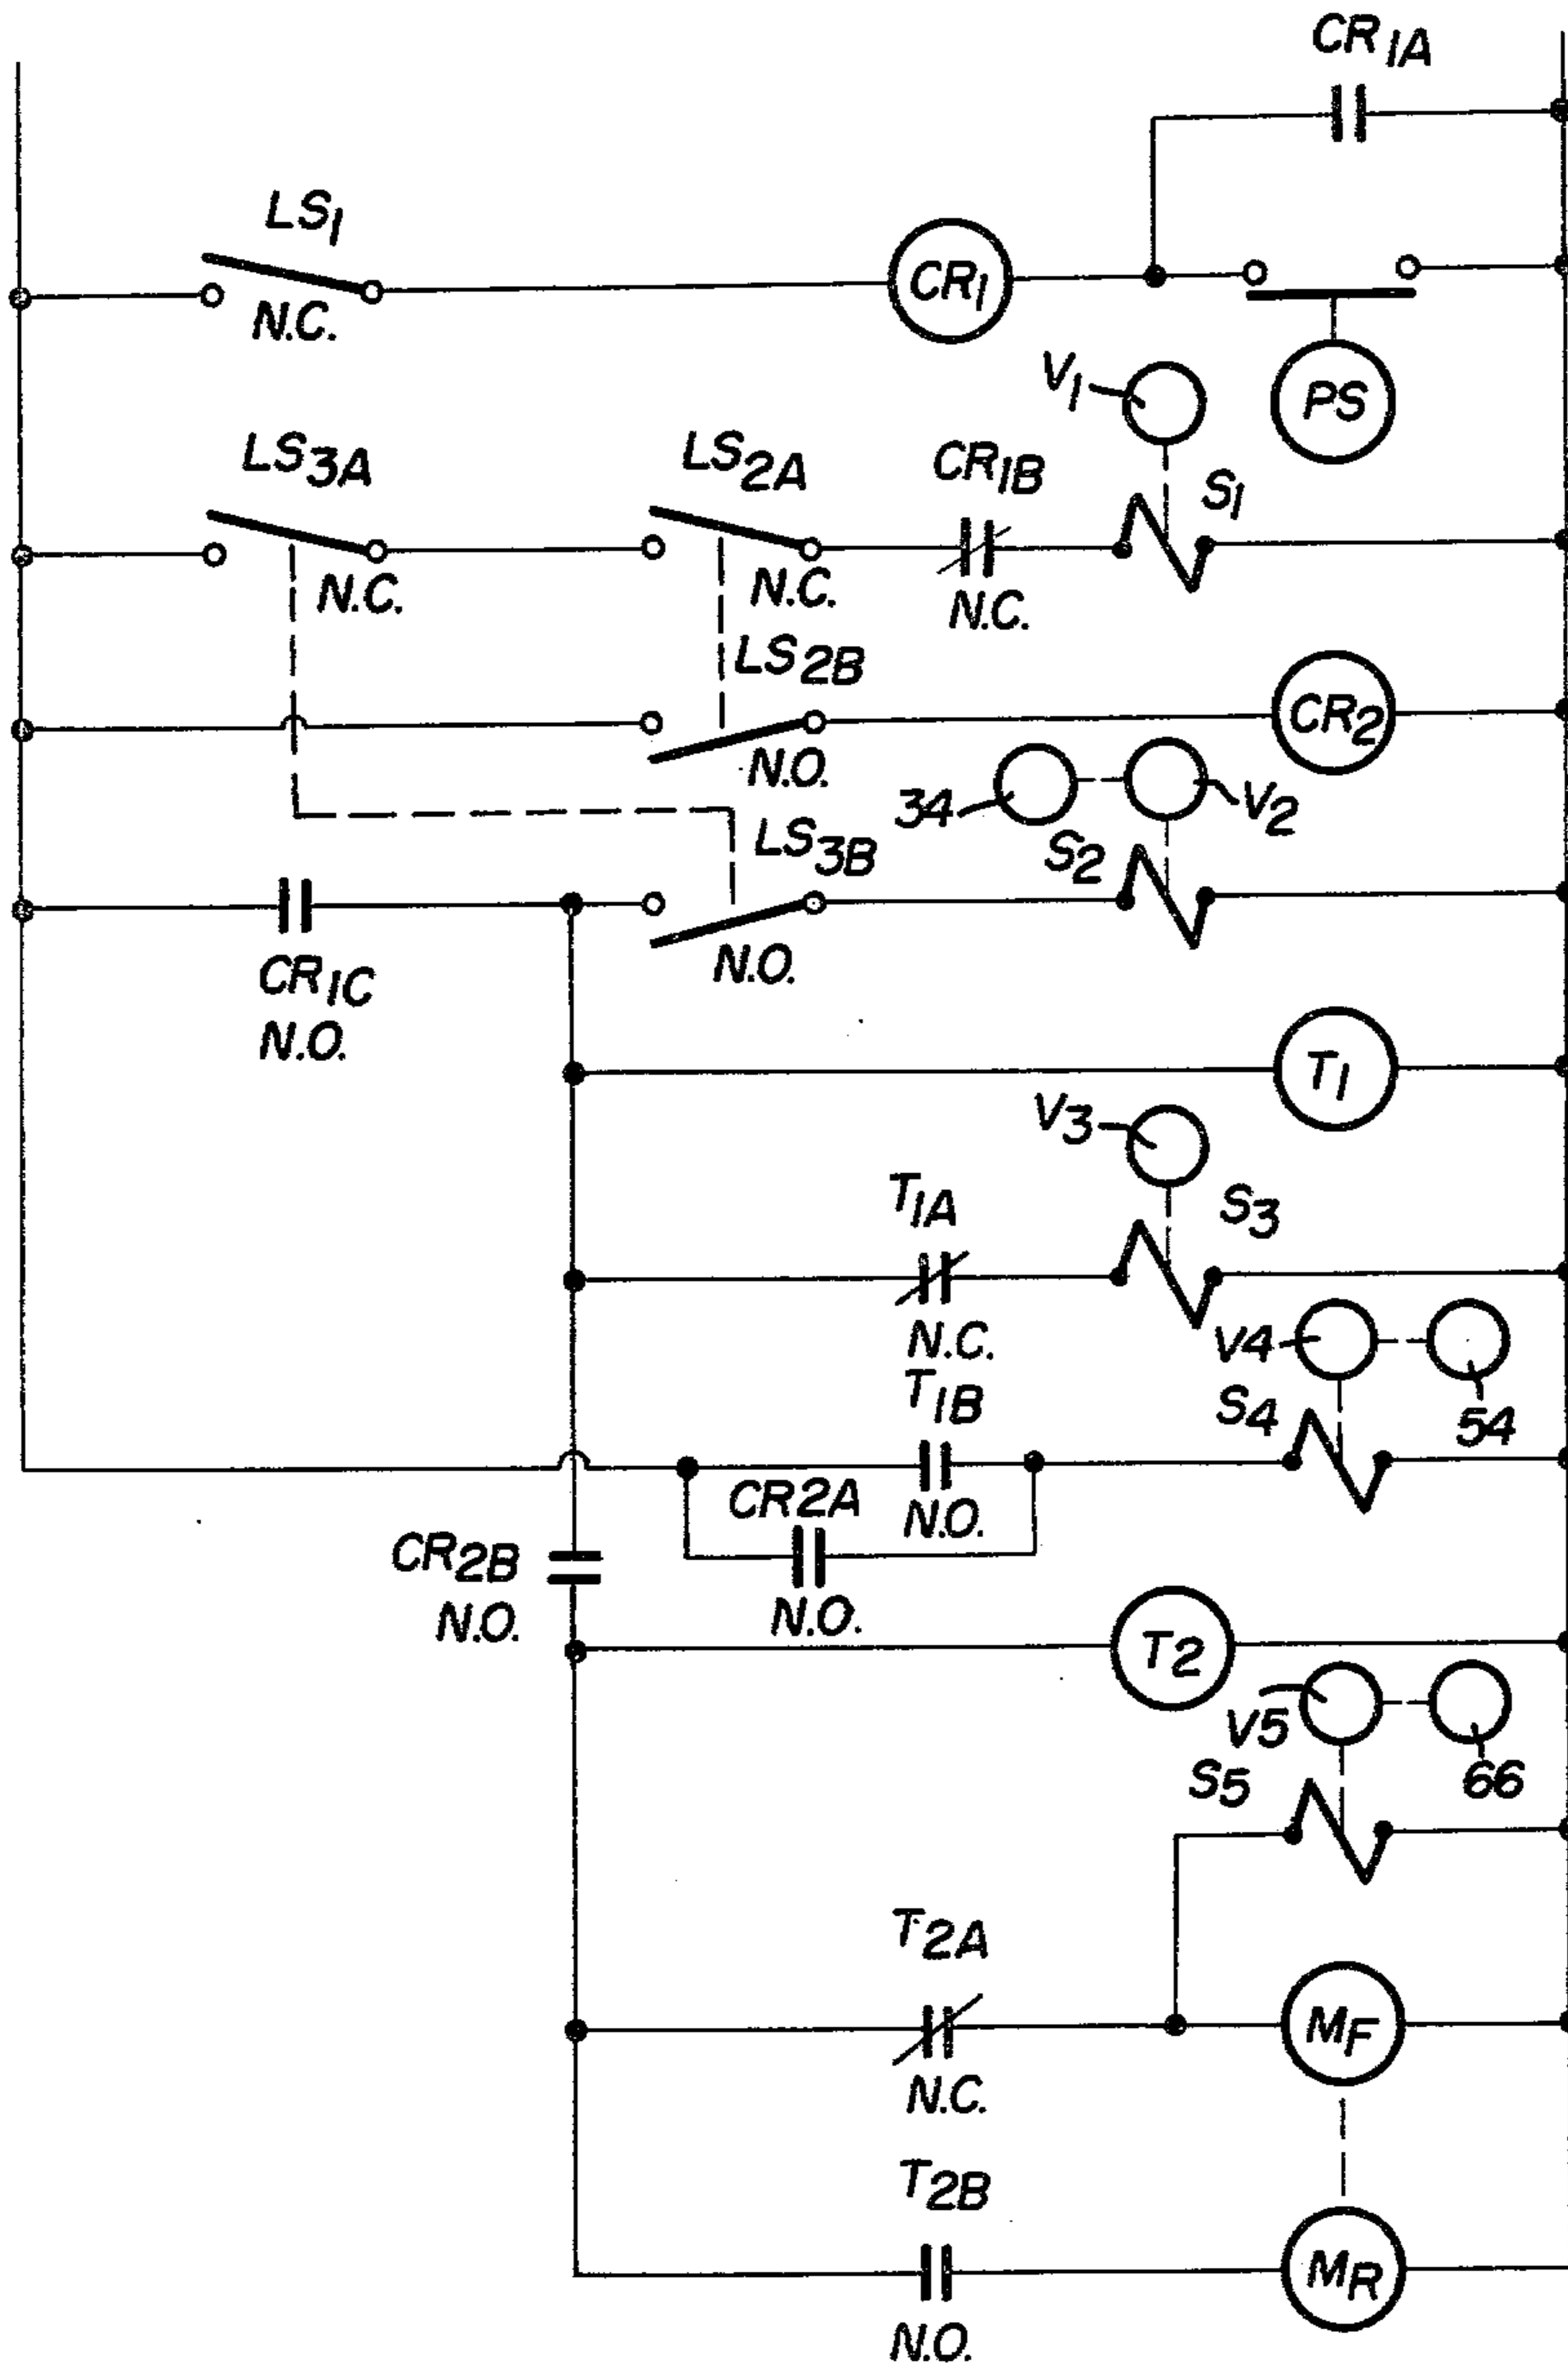 CR1A
LS1
N.C.
CR1
PS
V1
LS3A
LS2A
CR1B
S1
N.C.
N.C.
N.C.
LS2B
CR2
N.O.
34
V2
S2
LS3B
N.O.
CR1C
N.O.
T1
V3
T1A
S3
N.C.
V4
T1B
S4
54
CR2A
N.O.
CR2B
N.O.
N.O.
T2
V5
66
S5
T2A
MF
N.C.
T2B
MR
N.O.